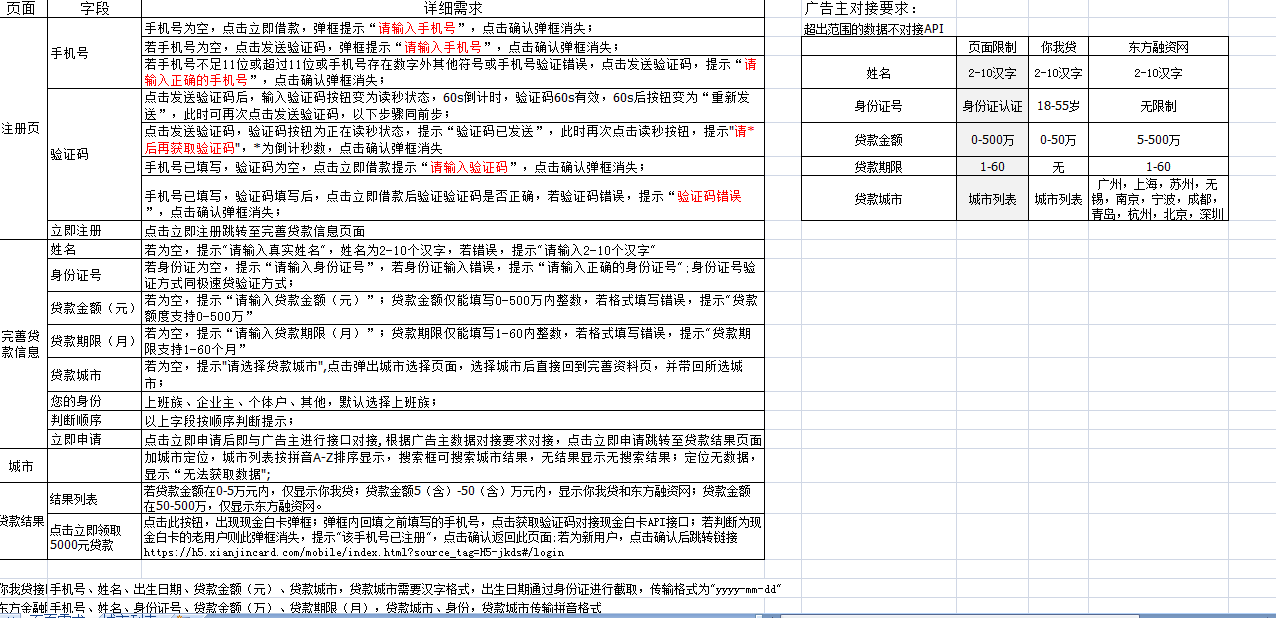 页面 字段 详细需求
注册页
手机号
手机号为空，点击立即借款，弹框提示“请输入手机号”，点击确认弹框消失；
若手机号为空，点击发送验证码，弹框提示“请输入手机号”，点击确认弹框消失；
若手机号不足11位或超过11位或手机号存在数字外其他符号或手机号验证错误，点击发送验证码，提示“请
输入正确的手机号”，点击确认弹框消失；
验证码
点击发送验证码后，输入验证码按钮变为读秒状态，60s倒计时，验证码60s有效，60s后按钮变为“重新发
送”，此时可再次点击发送验证码，以下步骤同前步；
点击发送验证码，验证码按钮为正在读秒状态，提示“验证码已发送”，此时再次点击读秒按钮，提示"请*
后再获取验证码"，*为倒计秒数，点击确认弹框消失
手机号已填写，验证码为空，点击立即借款提示“请输入验证码”，点击确认弹框消失；
手机号已填写，验证码填写后，点击立即借款后验证验证码是否正确，若验证码错误，提示“验证码错误
”，点击确认弹框消失；
立即注册 点击立即注册跳转至完善贷款信息页面
完善贷
款信息
姓名 若为空，提示“请输入真实姓名”，姓名为2-10个汉字，若错误，提示“请输入2-10个汉字”
身份证号
若身份证为空，提示“请输入身份证号”，若身份证输入错误，提示“请输入正确的身份证号”;身份证号验
证方式同极速贷验证方式；
贷款金额（元）
若为空，提示“请输入贷款金额（元）”；贷款金额仅能填写0-500万内整数，若格式填写错误，提示“贷款
额度支持0-500万”
贷款期限（月）
若为空，提示“请输入贷款期限（月）”；贷款期限仅能填写1-60内整数，若格式填写错误，提示“贷款期
限支持1-60个月”
贷款城市
若为空，提示"请选择贷款城市",点击弹出城市选择页面，选择城市后直接回到完善资料页，并带回所选城
市；
您的身份 上班族、企业主、个体户、其他，默认选择上班族；
判断顺序 以上字段按顺序判断提示；
立即申请 点击立即申请后即与广告主进行接口对接,根据广告主数据对接要求对接，点击立即申请跳转至贷款结果页面
城市
加城市定位，城市列表按拼音A-Z排序显示，搜索框可搜索城市结果，无结果显示无搜索结果；定位无数据，
显示“无法获取数据";
贷款结果
结果列表
若贷款金额在0-5万元内，仅显示你我贷；贷款金额5（含）-50（含）万元内，显示你我贷和东方融资网；贷款金额
在50-500万，仅显示东方融资网。
点击立即领取
5000元贷款
点击此按钮，出现现金白卡弹框；弹框内回填之前填写的手机号，点击获取验证码对接现金白卡API接口；若判断为现
金白卡的老用户则此弹框消失，提示“该手机号已注册”，点击确认返回此页面;若为新用户，点击确认后跳转链接
https://h5.xianjincard.com/mobile/index.html?source_tag=H5-jkds#/login
你我贷接 手机号、姓名、出生日期、贷款金额（元）、贷款城市，贷款城市需要汉字格式，出生日期通过身份证进行截取，传输格式为“yyyy-mm-dd”
东方金融 手机号、姓名、身份证号、贷款金额（万）、贷款期限（月），贷款城市、身份，贷款城市传输拼音格式
广告主对接要求：
超出范围的数据不对接API
页面限制 你我贷 东方融资网
姓名 2-10汉字 2-10汉字 2-10汉字
身份证号 身份证认证 18-55岁 无限制
贷款金额 0-500万 0-50万 5-500万
贷款期限 1-60 无 1-60
贷款城市 城市列表 城市列表
广州，上海，苏州，无
锡，南京，宁波，成都，
青岛，杭州，北京，深圳